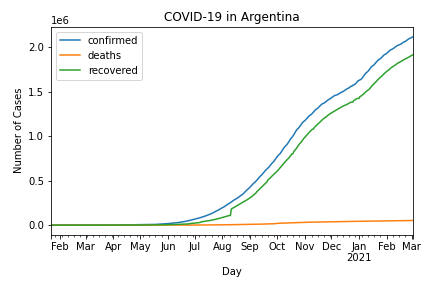 COVID-19 in Argentina
1e6
confirmed
deaths
recovered
2.0
1.5
1.0
0.5
0.0
Number of Cases
Feb Mar Apr May Jun Jul Aug Sep Oct Nov Dec Jan Feb Mar
2021
Day